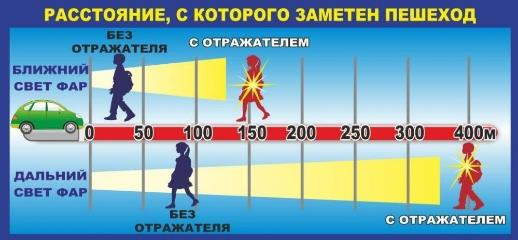 РАССТОЯНИЕ, С КОТОРОГО ЗАМЕТЕН ПЕШЕХОД
БЕЗ
ОТРАЖАТЕЛЯ
С ОТРАЖАТЕЛЕМ
БЛИЖНИЙ
СВЕТ ФАР
0 50 100 150 200 250 300 400м
ДАЛЬНИЙ
СВЕТ ФАР
БЕЗ
ОТРАЖАТЕЛЯ
С ОТРАЖАТЕЛЕМ